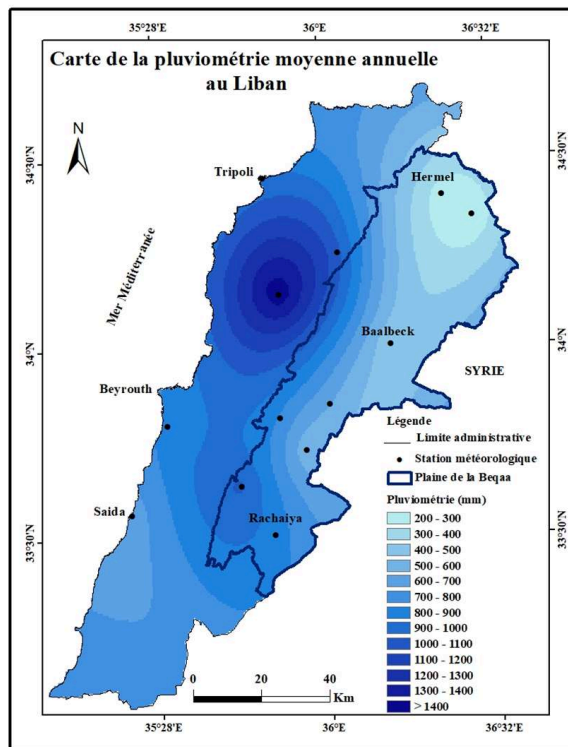 35°28'E 36°0'E 36°32'E
Carte de la pluviométrie moyenne annuelle
au Liban
N
34°30'N 34°30'N
Hermel
Tripoli
Mer Méditerranée
34°N 34°N
Baalbeck
SYRIE
Beyrouth
Légende
Limite administrative
Station météorologique
Plaine de la Beqaa
Pluviométrie (mm)
200 - 300
300 - 400
400 - 500
500 - 600
600 - 700
700 - 800
800 - 900
900 - 1000
1000 - 1100
1100 - 1200
1200 - 1300
1300 - 1400
>1400
Saida
Rachaiya
33°30'N 33°30'N
0 20 40
Km
35°28'E 36°0'E 36°32'E